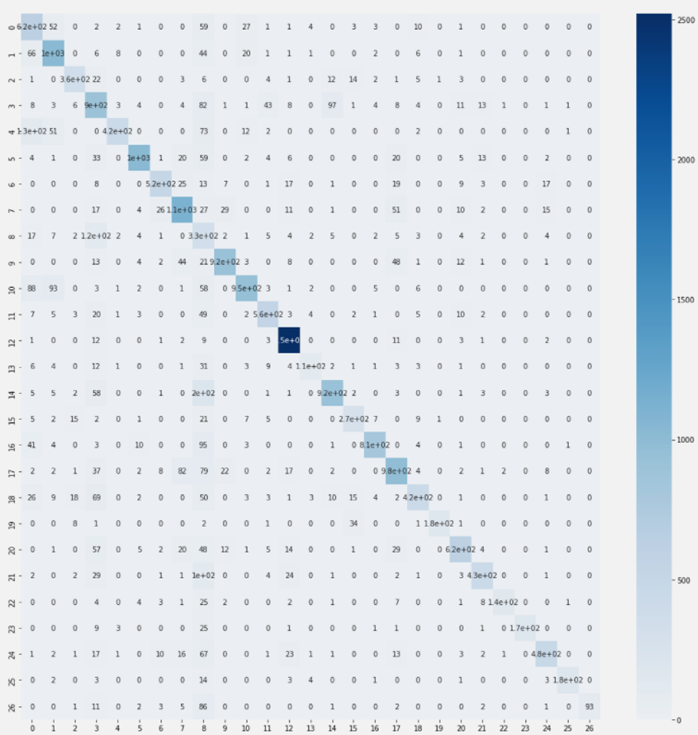 0 6.2e+02 52 0 2 2 1 0 0 59 0 27 1 1 4 0 3 3 0 10 0 1 0 0 0 0 0 0
1 66 1e+03 0 6 8 0 0 0 44 0 20 1 1 1 0 0 2 0 6 0 1 0 0 0 0 0 0
2 1 0 3.6e+02 22 0 0 0 3 6 0 0 4 1 0 12 14 2 1 5 1 3 0 0 0 0 0 0
3 8 3 6 9e+02 3 4 0 4 82 1 1 43 8 0 97 1 4 8 4 0 11 13 1 0 1 1 0
4 1.3e+02 51 0 0 4.2e+02 0 0 0 73 0 12 2 0 0 0 0 0 0 2 0 0 0 0 0 0 1 0
5 4 1 0 33 0 1e+03 1 20 59 0 2 4 6 0 0 0 0 20 0 0 5 13 0 0 2 0 0
6 0 0 0 8 0 0 5.2e+02 25 13 7 0 1 17 0 1 0 0 19 0 0 9 3 0 0 17 0 0
7 0 0 0 17 0 4 26 1.1e+03 27 29 0 0 11 0 1 0 0 51 0 0 10 2 0 0 15 0 0
8 17 7 2 1.2e+02 2 4 1 0 3.3e+02 2 1 5 4 2 5 0 2 5 3 0 4 2 0 0 4 0 0
9 0 0 0 13 0 4 2 44 21 9.2e+02 3 0 8 0 0 0 0 48 1 0 12 1 0 0 2 0 0
10 88 93 0 3 1 2 0 1 58 0 9.5e+02 3 1 2 0 0 5 0 6 0 0 0 0 0 0 0 0
11 7 5 3 20 1 3 0 0 49 0 2 5.6e+02 3 4 0 2 1 0 5 0 10 2 0 0 0 0 0
12 1 0 0 12 0 0 1 2 9 0 0 3 .5e+0 0 0 0 0 11 0 0 3 1 0 0 2 0 0
13 6 4 0 12 1 0 0 1 31 0 3 9 4 1.1e+02 2 1 1 3 3 0 1 0 0 0 0 0 0
14 5 5 2 58 0 0 1 0 2e+02 0 0 1 1 0 9.2e+02 2 0 3 0 0 1 3 0 0 3 0 0
15 5 2 15 2 0 1 0 0 21 0 7 5 0 0 0 2.7e+02 7 0 9 1 0 0 0 0 0 0 0
16 41 4 0 3 0 10 0 0 95 0 3 0 0 0 1 0 8.1e+02 0 4 0 1 0 0 0 0 1 0
17 2 2 1 37 0 2 8 82 79 22 0 2 17 0 2 0 0 9.8e+02 4 0 2 1 2 0 8 0 0
18 26 9 18 69 0 2 0 0 50 0 3 3 1 3 10 15 4 2 4.2e+02 0 1 0 0 0 1 0 0
19 0 0 8 1 0 0 0 0 2 0 0 1 0 0 0 34 0 0 1 1.8e+02 1 0 0 0 0 0 0
20 0 1 0 57 0 5 2 20 48 12 1 5 14 0 0 1 0 29 0 0 6.2e+02 4 0 0 1 0 0
21 2 0 2 29 0 0 1 1 1e+02 0 0 4 24 0 0 0 0 2 1 0 3 4.3e+02 0 0 1 0 0
22 0 0 0 4 0 4 3 1 25 2 0 0 2 0 1 0 0 7 0 0 1 8 1.4e+02 0 0 1 0
23 0 0 0 9 3 0 0 0 25 0 0 0 1 0 0 0 1 1 0 0 0 1 0 1.7e+02 0 0 0
24 1 2 1 17 1 0 10 16 67 0 0 1 23 1 1 0 0 13 0 0 3 2 1 0 4.8e+02 0 0
25 0 2 0 3 0 0 0 0 14 0 0 0 3 4 0 0 3 0 1 0 0 0 0 0 3 1.8e+02 0
26 0 0 1 11 0 2 3 5 86 0 0 0 0 0 1 0 0 2 0 0 2 0 0 0 1 0 93
0 1 2 3 4 5 6 7 8 9 10 11 12 13 14 15 16 17 18 19 20 21 22 23 24 25 26
2500
2000
1500
1000
500
0